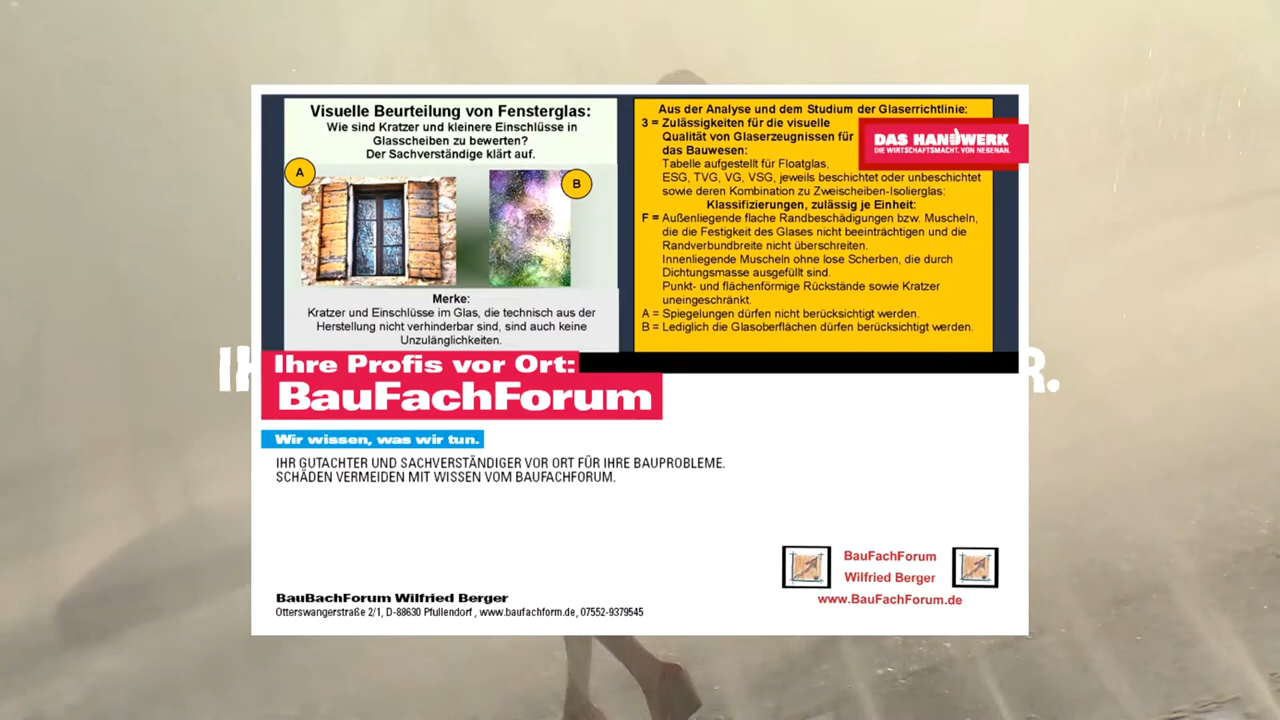 Visuelle Beurteilung von Fensterglas:
Wie sind Kratzer und kleinere Einschlüsse in
Glasscheiben zu bewerten?
Der Sachverständige klärt auf.
A
B
Merke:
Kratzer und Einschlüsse im Glas, die technisch aus der
Herstellung nicht verhinderbar sind, sind auch keine
Unzulänglichkeiten.
Aus der Analyse und dem Studium der Glaserrichtlinie:
3 = Zulässigkeiten für die visuelle
Qualität von Glaserzeugnissen für
das Bauwesen:
Tabelle aufgestellt für Floatglas,
ESG, TVG, VG, VSG, jeweils beschichtet oder unbeschichtet
sowie deren Kombination zu Zweischeiben-Isolierglas:
Klassifizierungen, zulässig je Einheit:
F = Außenliegende flache Randbeschädigungen bzw. Muscheln,
die die Festigkeit des Glases nicht beeinträchtigen und die
Randverbundbreite nicht überschreiten.
Innenliegende Muscheln ohne lose Scherben, die durch
Dichtungsmasse ausgefüllt sind.
Punkt- und flächenförmige Rückstände sowie Kratzer
uneingeschränkt.
A = Spiegelungen dürfen nicht berücksichtigt werden.
B = Lediglich die Glasoberflächen dürfen berücksichtigt werden.
DAS HANDWERK
DIE WIRTSCHAFTSMACHT. VON NEBENAN.
Ihre Profis vor Ort:
BauFachForum
Wir wissen, was wir tun.
IHR GUTACHTER UND SACHVERSTÄNDIGER VOR ORT FÜR IHRE BAUPROBLEME.
SCHÄDEN VERMEIDEN MIT WISSEN VOM BAUFACHFORUM.
BauFachForum
Wilfried Berger
www.BauFachForum.de
BauBachForum Wilfried Berger
Otterswangerstraße 2/1, D-88630 Pfullendorf , www.baufachform.de, 07552-9379545